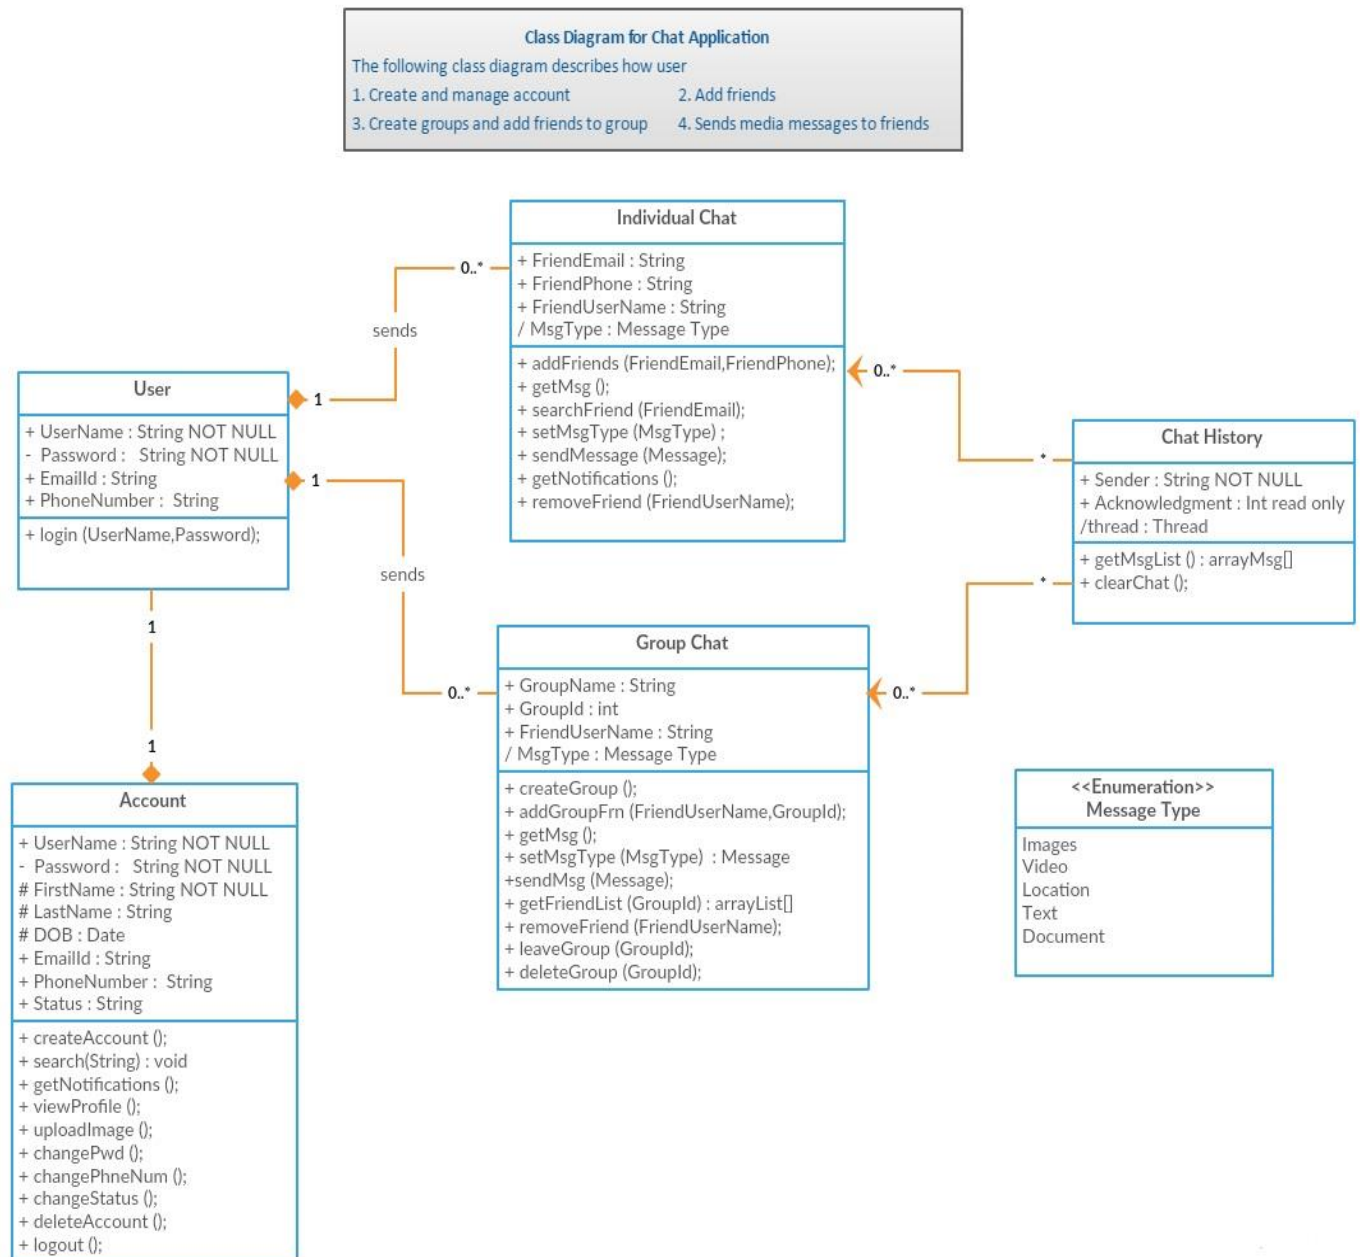 Class Diagram for Chat Application
The following class diagram describes how user
1. Create and manage account 2. Add friends
3. Create groups and add friends to group 4. Sends media messages to friends
Individual Chat
+ FriendEmail : String
+ FriendPhone : String
+ FriendUserName : String
/ MsgType : Message Type
+ addFriends (FriendEmail,FriendPhone);
+ getMsg ();
+ searchFriend (FriendEmail);
+ setMsgType (MsgType) ;
+ sendMessage (Message);
+ getNotifications ();
+ removeFriend (FriendUserName);
0..*
sends
1
User
+ UserName : String NOT NULL
- Password : String NOT NULL
+ EmailId : String
+ PhoneNumber : String
+ login (UserName,Password);
1
sends
0..*
0..*
*
Chat History
+ Sender : String NOT NULL
+ Acknowledgment : Int read only
/thread : Thread
+ getMsgList () : arrayMsg[]
+ clearChat ();
*
0..*
Group Chat
+ GroupName : String
+ GroupId : int
+ FriendUserName : String
/ MsgType : Message Type
+ createGroup ();
+ addGroupFrn (FriendUserName,GroupId);
+ getMsg ();
+ setMsgType (MsgType) : Message
+sendMsg (Message);
+ getFriendList (GroupId) : arrayList[]
+ removeFriend (FriendUserName);
+ leaveGroup (GroupId);
+ deleteGroup (GroupId);
1
1
Account
+ UserName : String NOT NULL
- Password : String NOT NULL
# FirstName : String NOT NULL
# LastName : String
# DOB : Date
+ EmailId : String
+ PhoneNumber : String
+ Status : String
+ createAccount ();
+ search(String) : void
+ getNotifications ();
+ viewProfile ();
+ uploadImage ();
+ changePwd ();
+ changePhneNum ();
+ changeStatus ();
+ deleteAccount ();
+ logout ();
<<Enumeration>>
Message Type
Images
Video
Location
Text
Document